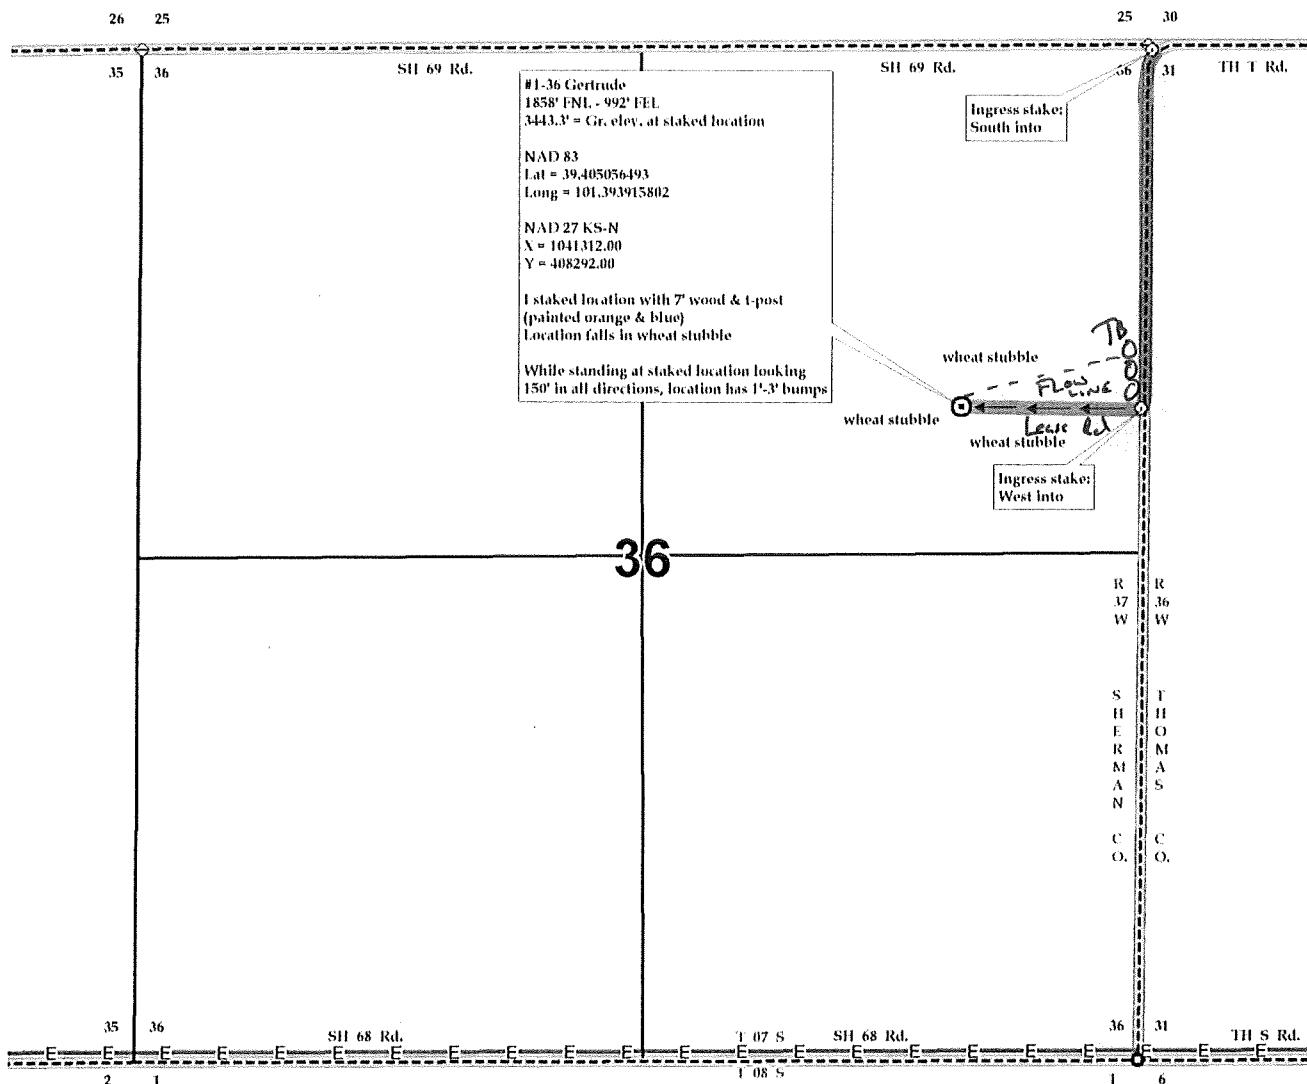 26 25
25 30
35 36
SH 69 Rd.
SH 69 Rd.
36 31
TH T Rd.
#1-36 Gertrude
1858' FNL - 992' FEL
3443.3' = Gr. elev. at staked location
NAD 83
Lat = 39.405056493
Long = 101.393915802
NAD 27 KS-N
X = 1041312.00
Y = 408292.00
I staked location with 7' wood & t-post
(painted orange & blue)
Location falls in wheat stubble
While standing at staked location looking
150' in all directions, location has 1'-3' bumps
Ingress stake:
South into
TB
wheat stubble
FLOW
LINE
wheat stubble
Lease Rd
wheat stubble
Ingress stake:
West into
36
R 37 W
R 36 W
SHERMAN CO.
THOMAS CO.
35 36
SH 68 Rd.
T 07 S
SH 68 Rd.
36 31
TH S Rd.
E E E E E E E E E E E E E E E E E E E E E E
T 08 S
2 1
1 6